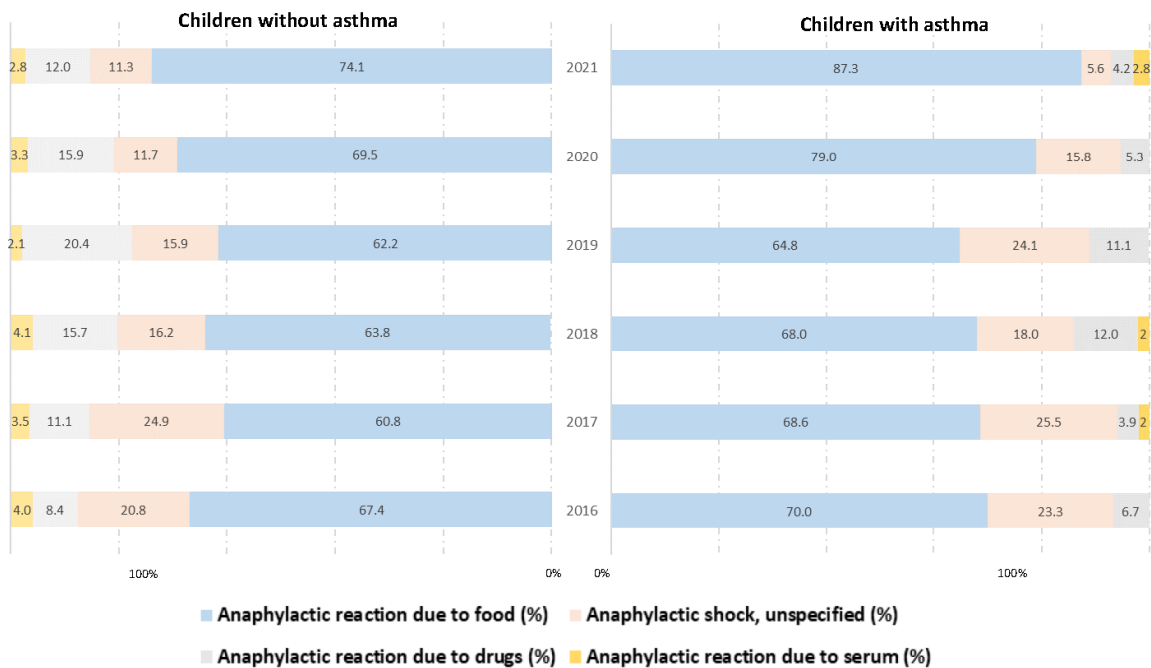 Children without asthma Children with asthma
2.8 12.0 11.3 74.1 2021 87.3 5.6 4.2 2.8
3.3 15.9 11.7 69.5 2020 79.0 15.8 5.3
2.1 20.4 15.9 62.2 2019 64.8 24.1 11.1
4.1 15.7 16.2 63.8 2018 68.0 18.0 12.0 2
3.5 11.1 24.9 60.8 2017 68.6 25.5 3.9 2
4.0 8.4 20.8 67.4 2016 70.0 23.3 6.7
100% 0% 0% 100%
Anaphylactic reaction due to food (%) Anaphylactic shock, unspecified (%)
Anaphylactic reaction due to drugs (%) Anaphylactic reaction due to serum (%)